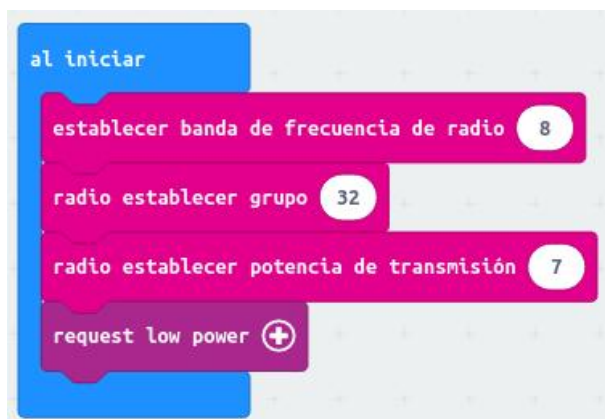 al iniciar
establecer banda de frecuencia de radio 8
radio establecer grupo 32
radio establecer potencia de transmisión 7
request low power